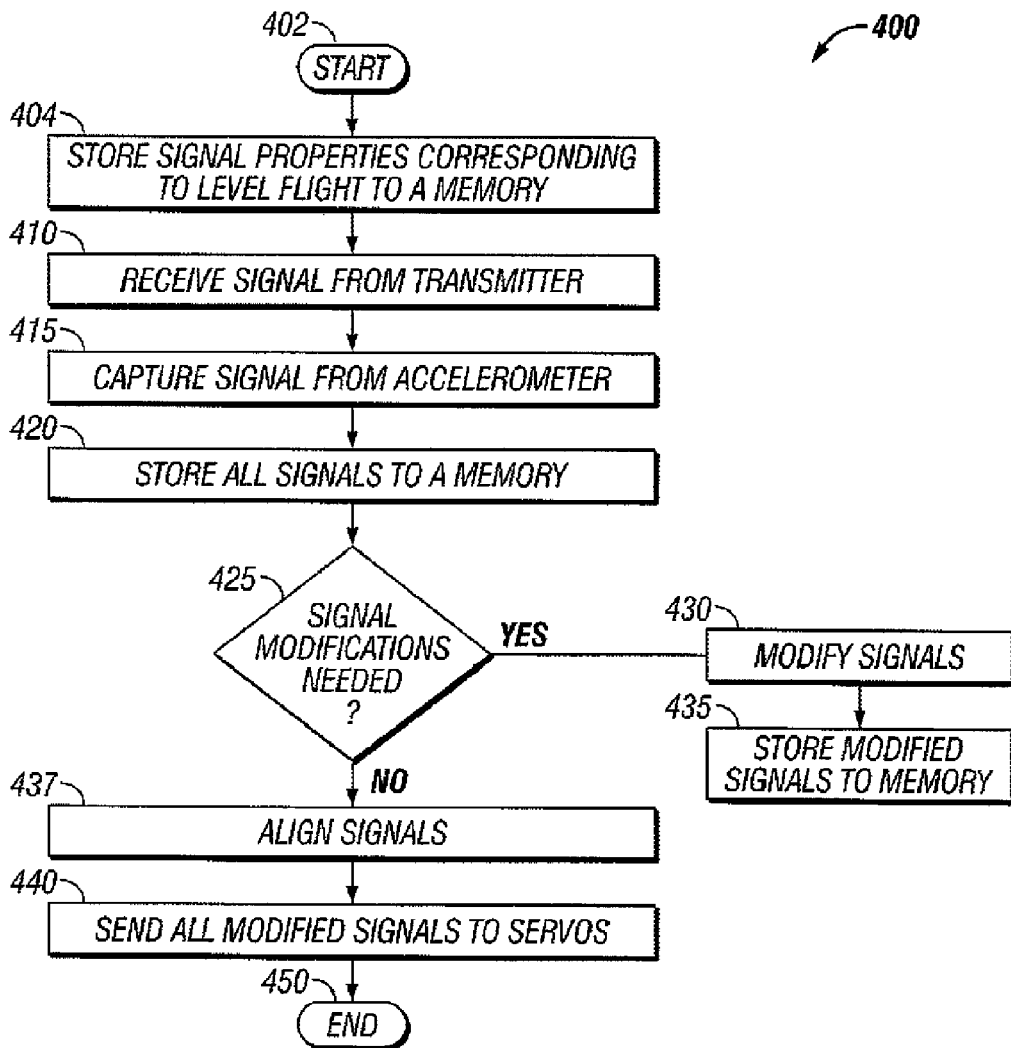 400
402
START
404
STORE SIGNAL PROPERTIES CORRESPONDING
TO LEVEL FLIGHT TO A MEMORY
410
RECEIVE SIGNAL FROM TRANSMITTER
415
CAPTURE SIGNAL FROM ACCELEROMETER
420
STORE ALL SIGNALS TO A MEMORY
425
SIGNAL
MODIFICATIONS
NEEDED
?
YES
430
MODIFY SIGNALS
435
STORE MODIFIED
SIGNALS TO MEMORY
NO
437
ALIGN SIGNALS
440
SEND ALL MODIFIED SIGNALS TO SERVOS
450
END